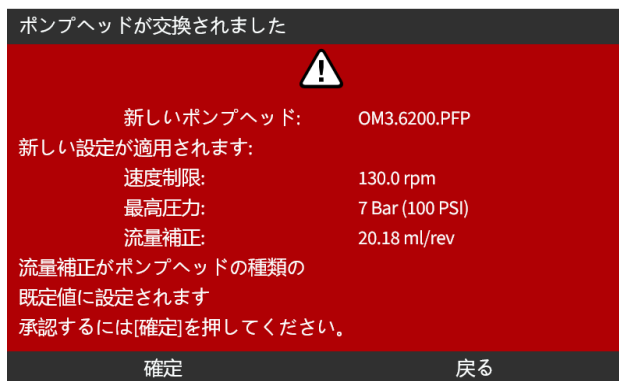 ポンプヘッドが交換されました
新しいポンプヘッド: OM3.6200.PFP
新しい設定が適用されます:
速度制限: 130.0 rpm
最高圧力: 7 Bar (100 PSI)
流量補正: 20.18 ml/rev
流量補正がポンプヘッドの種類の
既定値に設定されます
承認するには[確定]を押してください。
確定 戻る